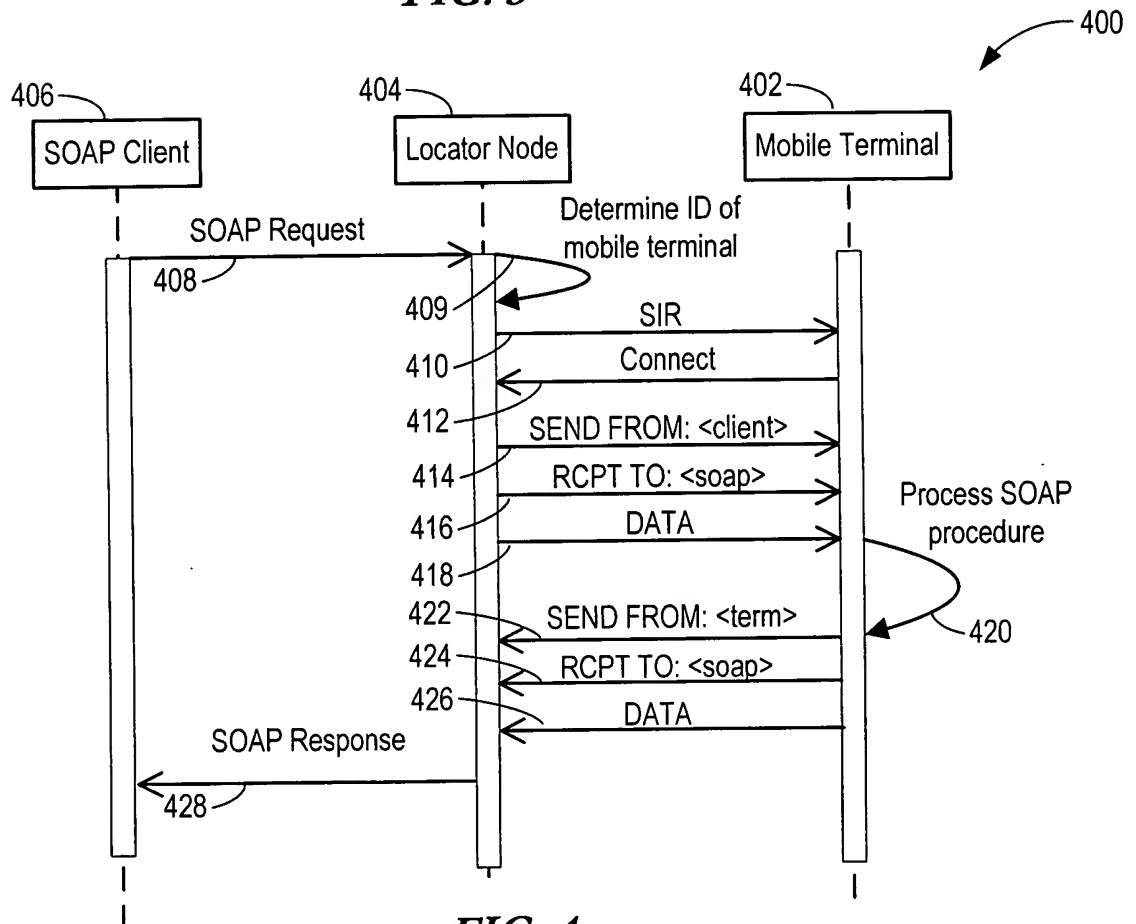 FIG. 3
400
406
404
402
SOAP Client
Locator Node
Mobile Terminal
Determine ID of
mobile terminal
SOAP Request
408
409
SIR
410
Connect
412
SEND FROM: <client>
414
RCPT TO: <soap>
416
Process SOAP
procedure
DATA
418
422
SEND FROM: <term>
420
424
RCPT TO: <soap>
426
DATA
SOAP Response
428
FIG. 4